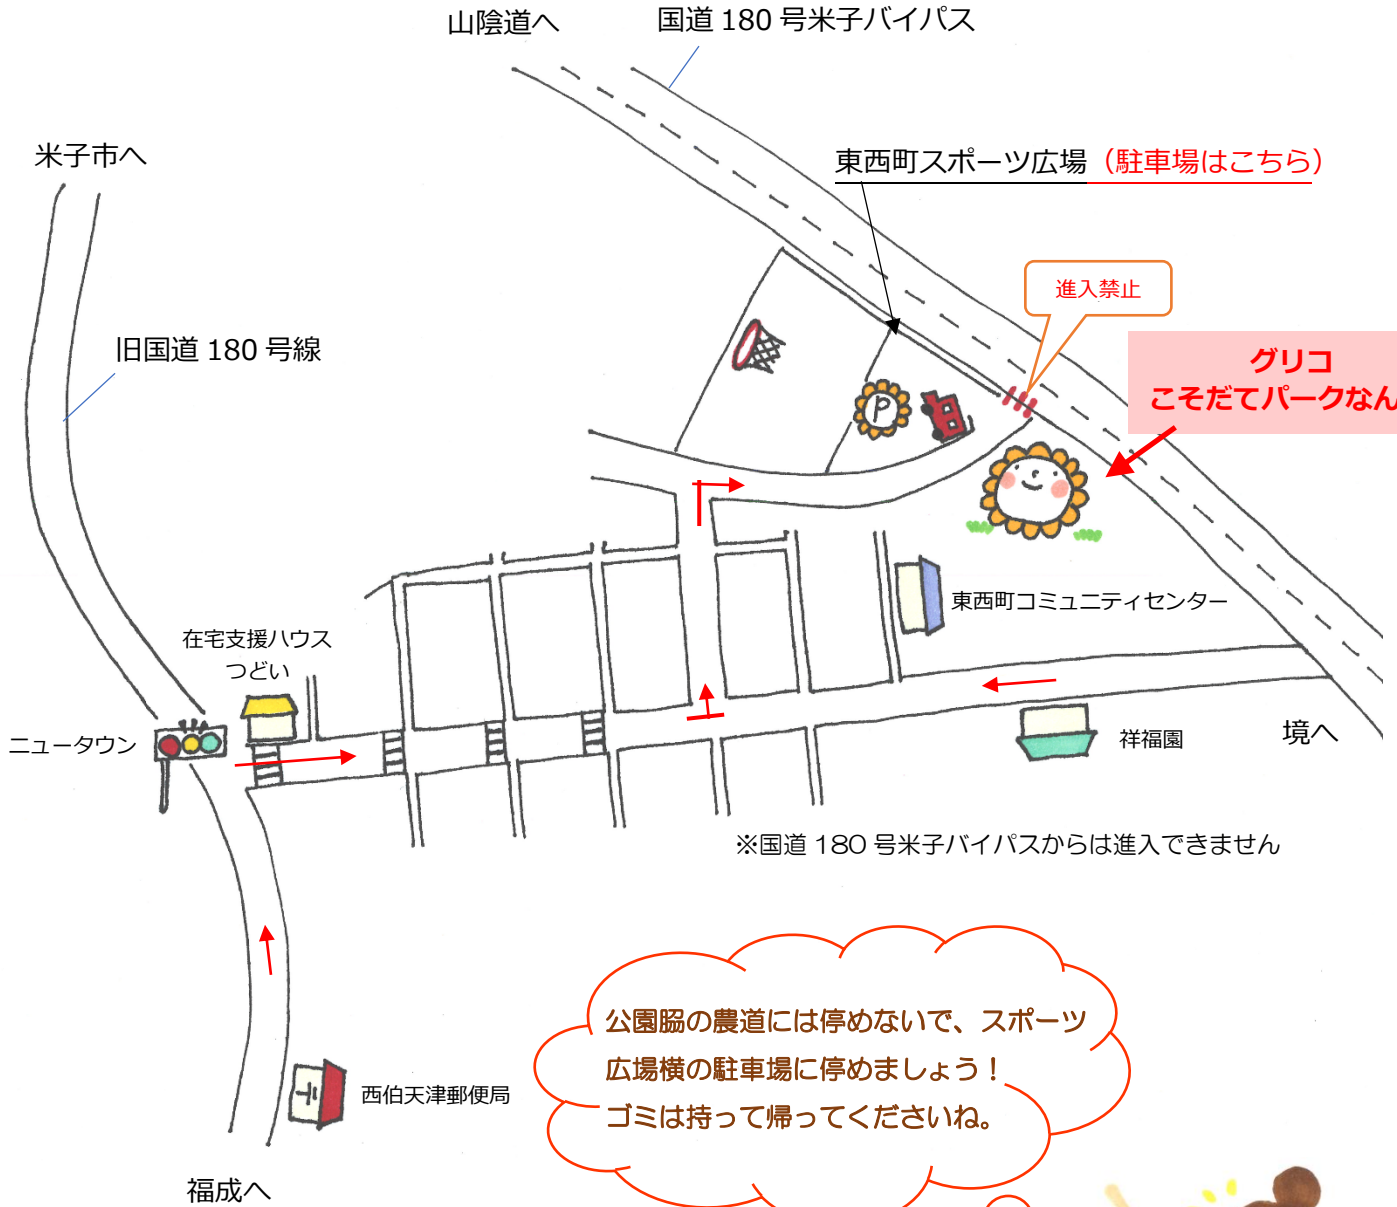 山陰道へ
国道 180 号米子バイパス
米子市へ
東西町スポーツ広場（駐車場はこちら）
進入禁止
旧国道 180 号線
グリコ
こそだてパークなん
P
東西町コミュニティセンター
在宅支援ハウス
つどい
ニュータウン
祥福園
境へ
※国道 180 号米子バイパスからは進入できません
公園脇の農道には停めないで、スポーツ
広場横の駐車場に停めましょう！
ゴミは持って帰ってくださいね。
〒
西伯天津郵便局
福成へ